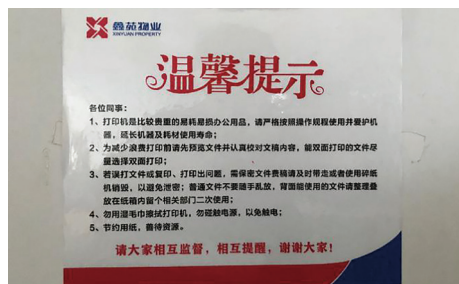 鑫苑物业
XINYUAN PROPERTY
温馨提示
各位同事：
1、打印机是比较贵重的易耗易损办公用品，请严格按照操作规程使用并爱护机
器，延长机器及耗材使用寿命；
2、为减少浪费打印前请先预览文件并认真校对文稿内容，能双面打印的文件尽
量选择双面打印；
3、若误打文件或复印、打印出问题，需保密文件费稿请及时带走或者使用碎纸
机销毁，以避免泄密；普通文件不要随手乱放，背面能使用的文件请整理叠
放在纸箱内留个相关部门二次使用；
4、勿用湿毛巾擦拭打印机，勿碰触电源，以免触电；
5、节约用纸，善待资源。
请大家相互监督，相互提醒，谢谢大家！